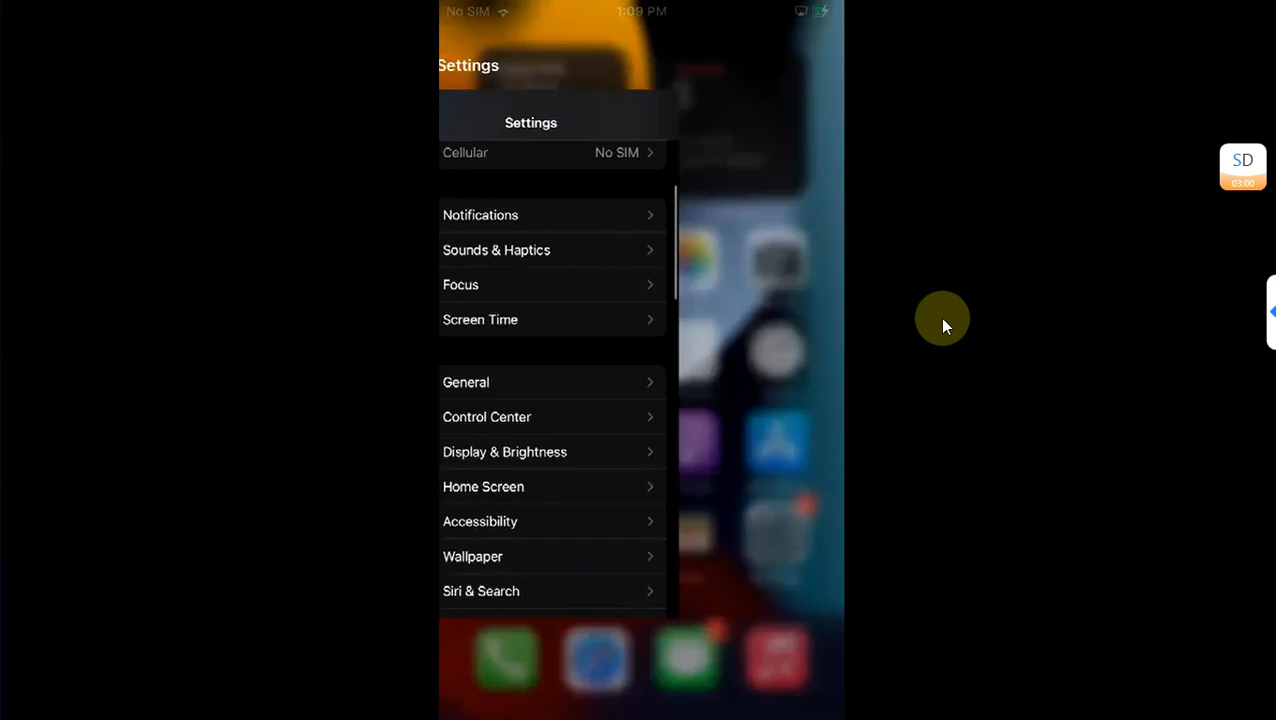 No SIM
1:09 PM
Settings
Settings
Cellular No SIM
Notifications
Sounds & Haptics
Focus
Screen Time
General
Control Center
Display & Brightness
Home Screen
Accessibility
Wallpaper
Siri & Search
SD
03:00